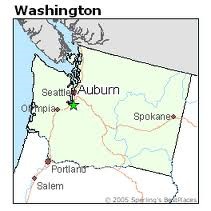 Washington
Auburn
Seattle
Olympia
Spokane
Portland
Salem
© 2005 Sperling's BestPlaces